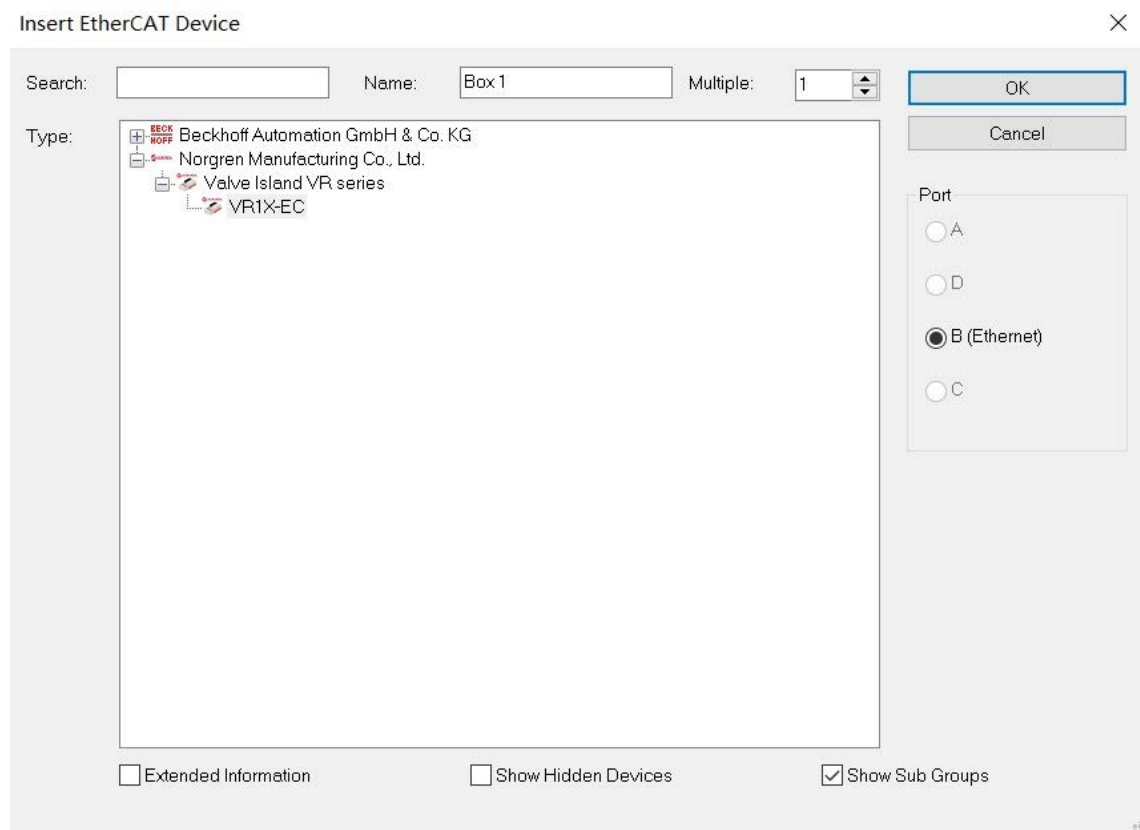 Insert EtherCAT Device
Search: Name: Box 1 Multiple: 1 OK
Type: BECKHOFF Beckhoff Automation GmbH & Co. KG Cancel
Norgren Manufacturing Co., Ltd.
Valve Island VR series
VR1X-EC
Port
A
D
B (Ethernet)
C
Extended Information Show Hidden Devices Show Sub Groups